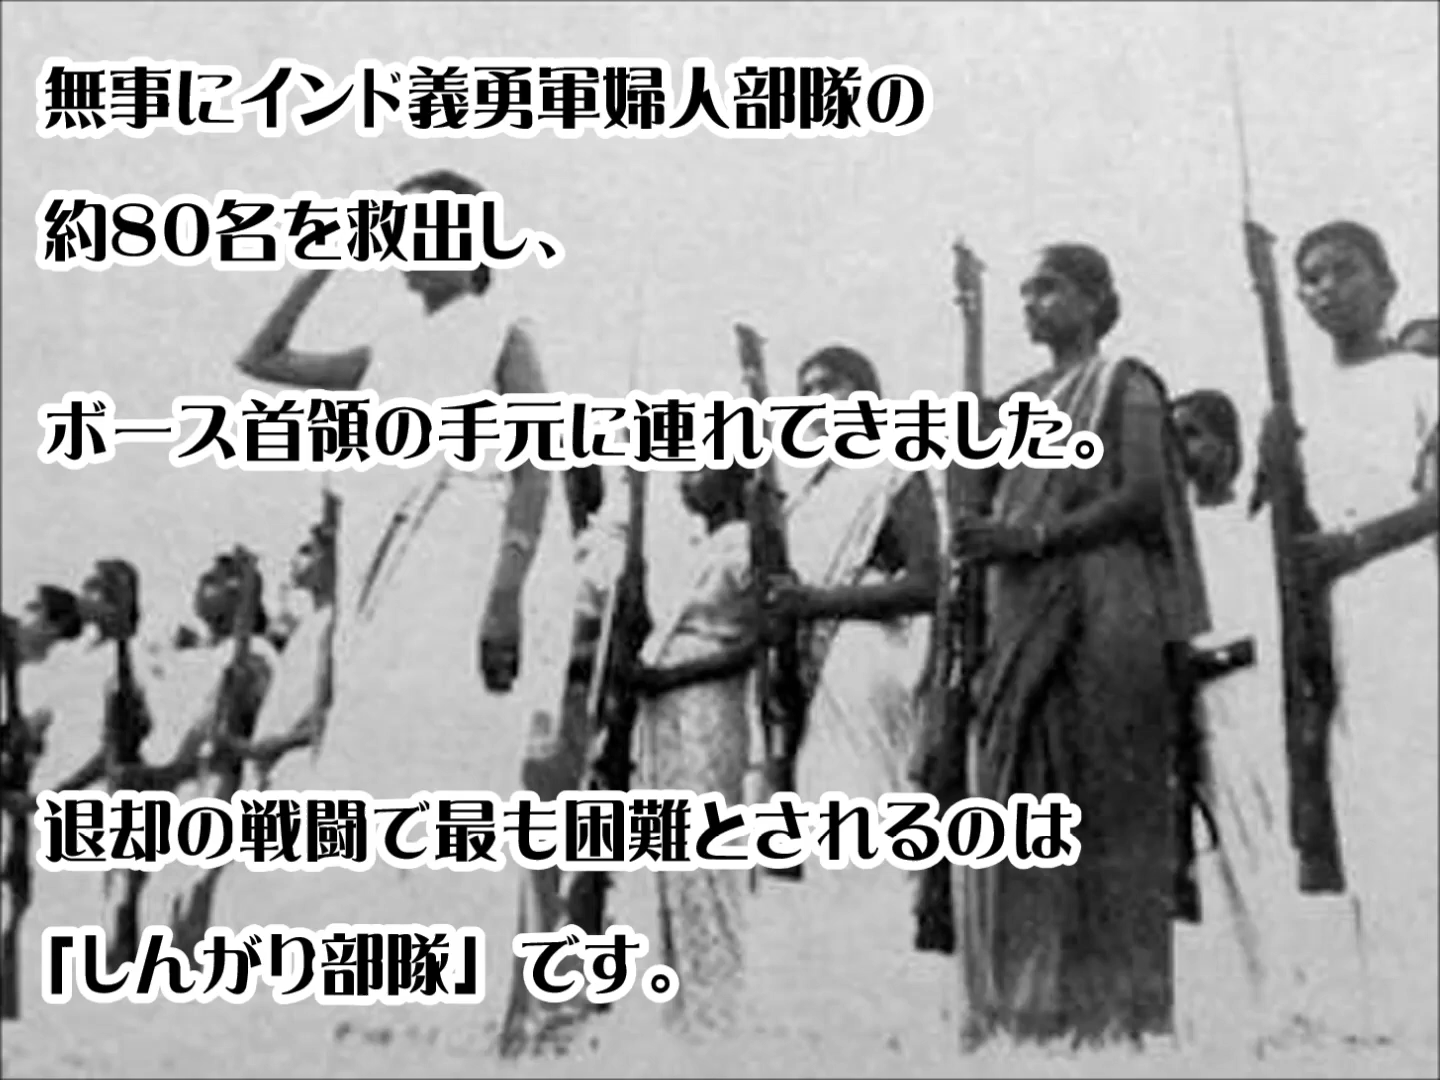 無事にインド義勇軍婦人部隊の
約80名を救出し、
ボース首領の手元に連れてきました。
退却の戦闘で最も困難とされるのは
「しんがり部隊」です。